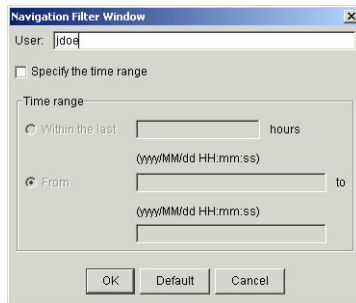 Navigation Filter Window
User: jdoe
Specify the time range
Time range
Within the last hours
(yyyy/MM/dd HH:mm:ss)
From to
(yyyy/MM/dd HH:mm:ss)
OK Default Cancel